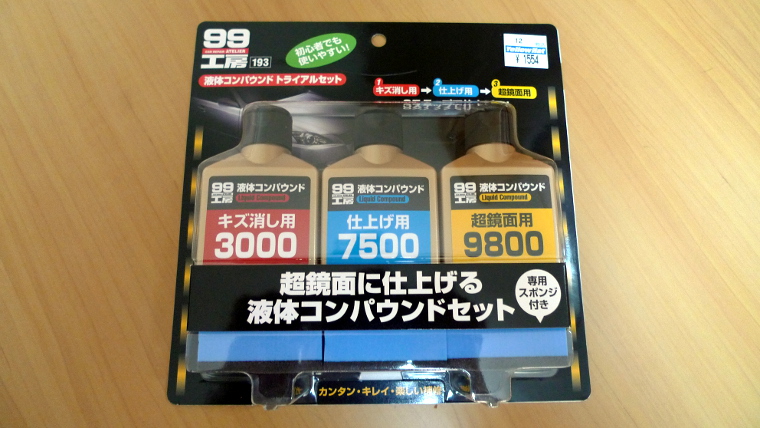 99
工房
193
初心者でも
使いやすい!
12
Yellow Hat
¥ 1554
液体コンパウンド トライアルセット
1 キズ消し用 → 2 仕上げ用 → 3 超鏡面用
99
工房
液体コンパウンド
Liquid Compound
キズ消し用
3000
99
工房
液体コンパウンド
Liquid Compound
仕上げ用
7500
99
工房
液体コンパウンド
Liquid Compound
超鏡面用
9800
超鏡面に仕上げる
液体コンパウンドセット
専用
スポンジ
付き
カンタン・キレイ・楽しい補修